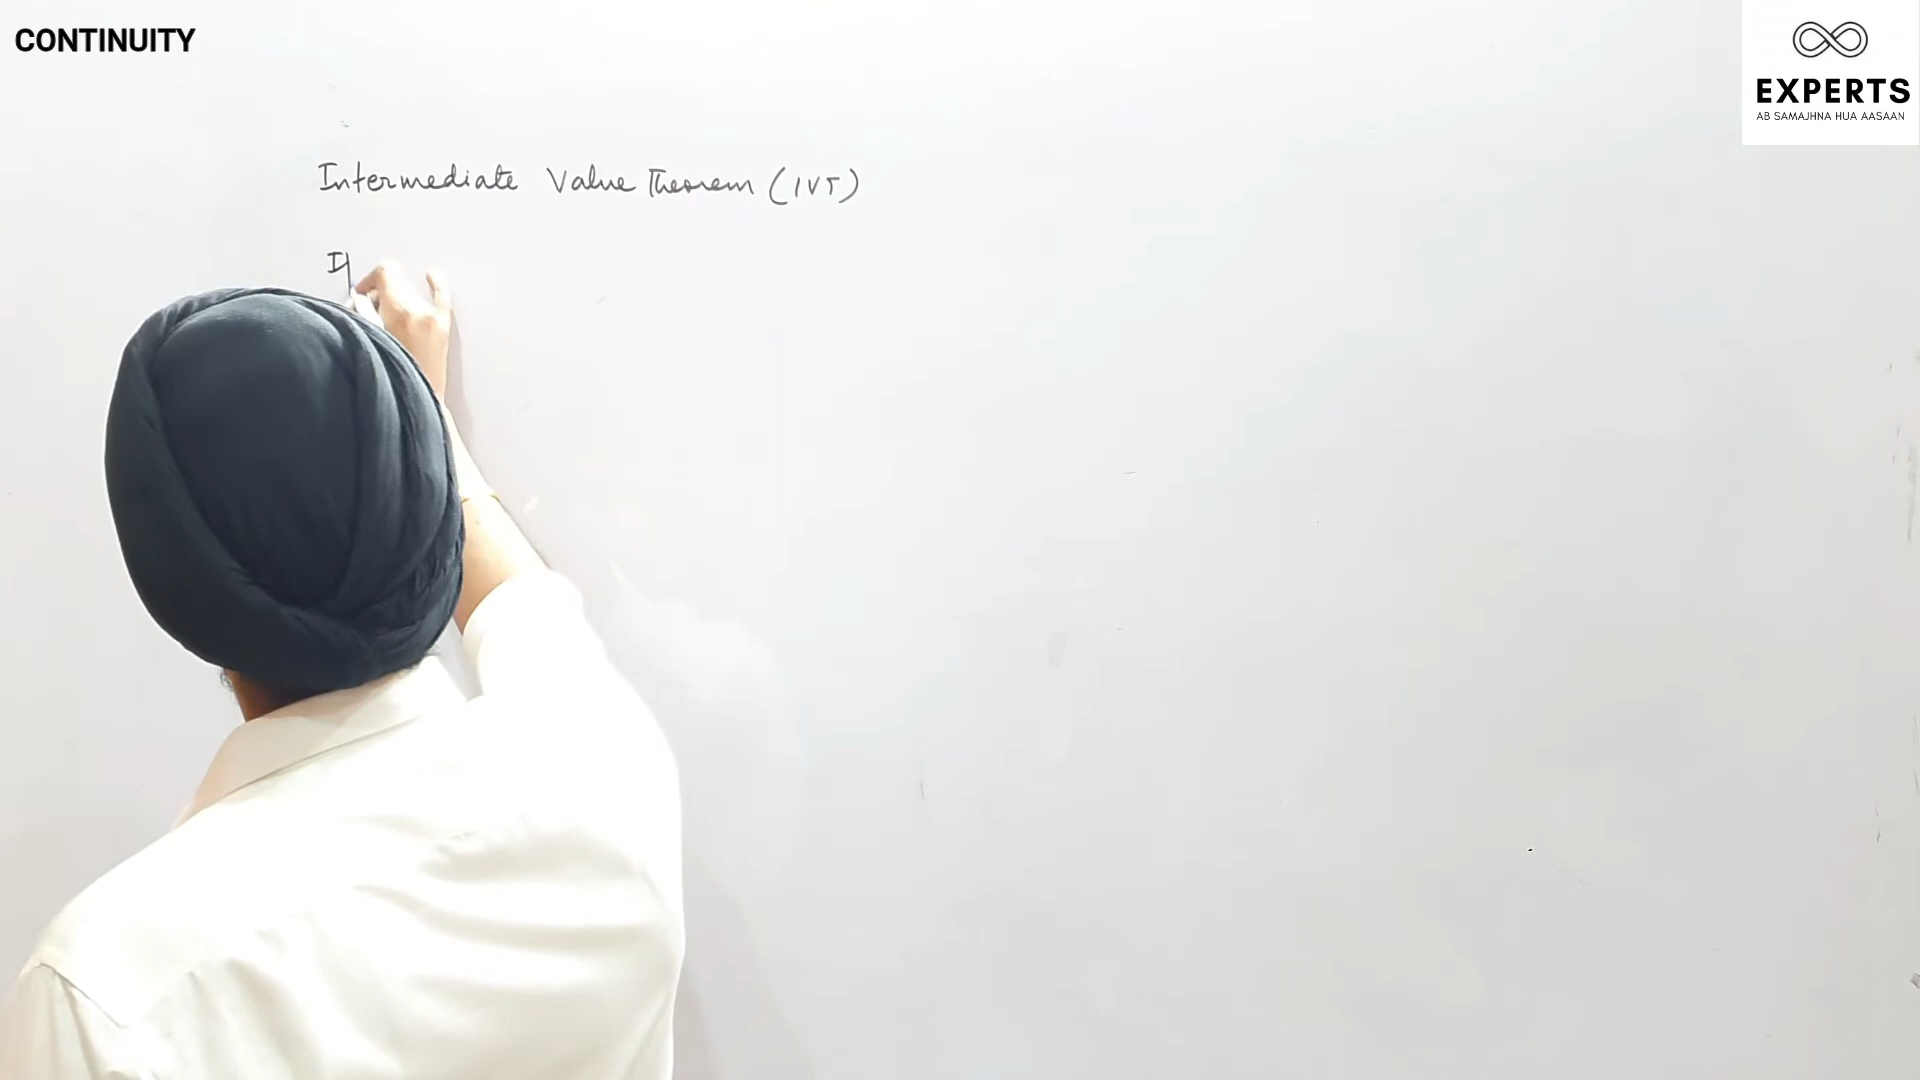 CONTINUITY
EXPERTS
AB SAMAJHNA HUA AASAAN
Intermediate Value Theorem (IVT)
If